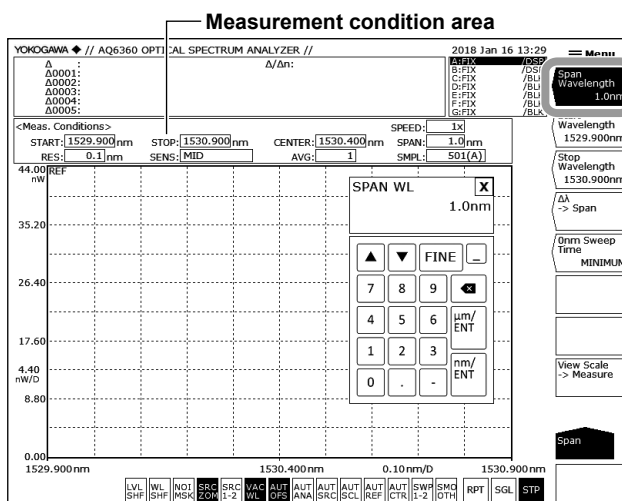 Measurement condition area
YOKOGAWA ◆ // AQ6360 OPTICAL SPECTRUM ANALYZER //
2018 Jan 16 13:29
Menu
Δ :
Δλ/Δn:
Δ0001:
Δ0002:
Δ0003:
Δ0004:
Δ0005:
A:FIX /DSP
B:FIX /DSP
C:FIX /BLK
D:FIX /BLK
E:FIX /BLK
F:FIX /BLK
G:FIX /BLK
Span
Wavelength
1.0nm
<Meas. Conditions>
SPEED: 1x
START: 1529.900 nm STOP: 1530.900 nm CENTER: 1530.400 nm SPAN: 1.0 nm
RES: 0.1 nm SENS: MID AVG: 1 SMPL: 501(A)
Wavelength
1529.900nm
Stop
Wavelength
1530.900nm
Δλ
-> Span
0nm Sweep
Time
MINIMUM
View Scale
-> Measure
Span
44.00
nW
REF
35.20
26.40
17.60
4.40
nW/D
8.80
0.00
SPAN WL X
1.0nm
▲ ▼ FINE _
7 8 9
4 5 6 µm/
ENT
1 2 3
nm/
ENT
0 . -
1529.900nm 1530.400nm 0.10nm/D 1530.900nm
LVL SHF
WL SHF
NOI MSK
SRC ZOM
SRC 1-2
VAC WL
AUT OFS
AUT ANA
AUT SRC
AUT SCL
AUT REF
AUT CTR
SWP 1-2
SMO OTH
RPT SGL STP